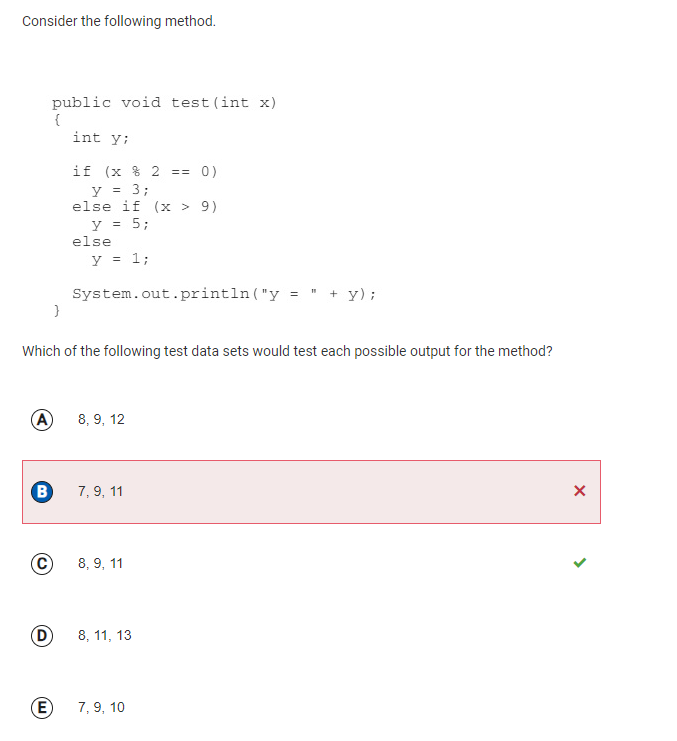 Consider the following method.
public void test(int x)
{
int y;
if (x % 2 == 0)
y = 3;
else if (x > 9)
y = 5;
else
y = 1;
System.out.println("y = " + y);
}
Which of the following test data sets would test each possible output for the method?
A 8, 9, 12
B 7, 9, 11
C 8, 9, 11
D 8, 11, 13
E 7, 9, 10